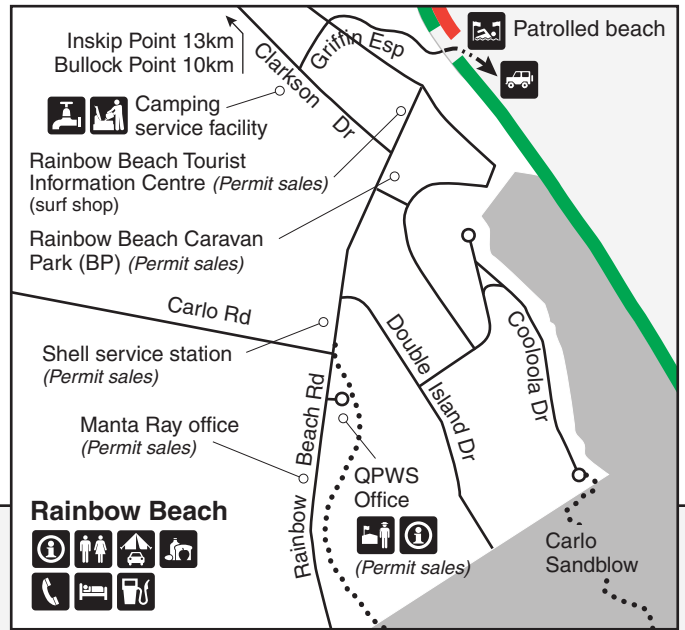 Inskip Point 13km
Bullock Point 10km
Clarkson Dr
Griffin Esp
Patrolled beach
Camping
service facility
Rainbow Beach Tourist
Information Centre (Permit sales)
(surf shop)
Rainbow Beach Caravan
Park (BP) (Permit sales)
Carlo Rd
Shell service station
(Permit sales)
Double Island Dr
Cooloola Dr
Manta Ray office
(Permit sales)
Rainbow Beach Rd
QPWS
Office
(Permit sales)
Rainbow Beach
Carlo
Sandblow